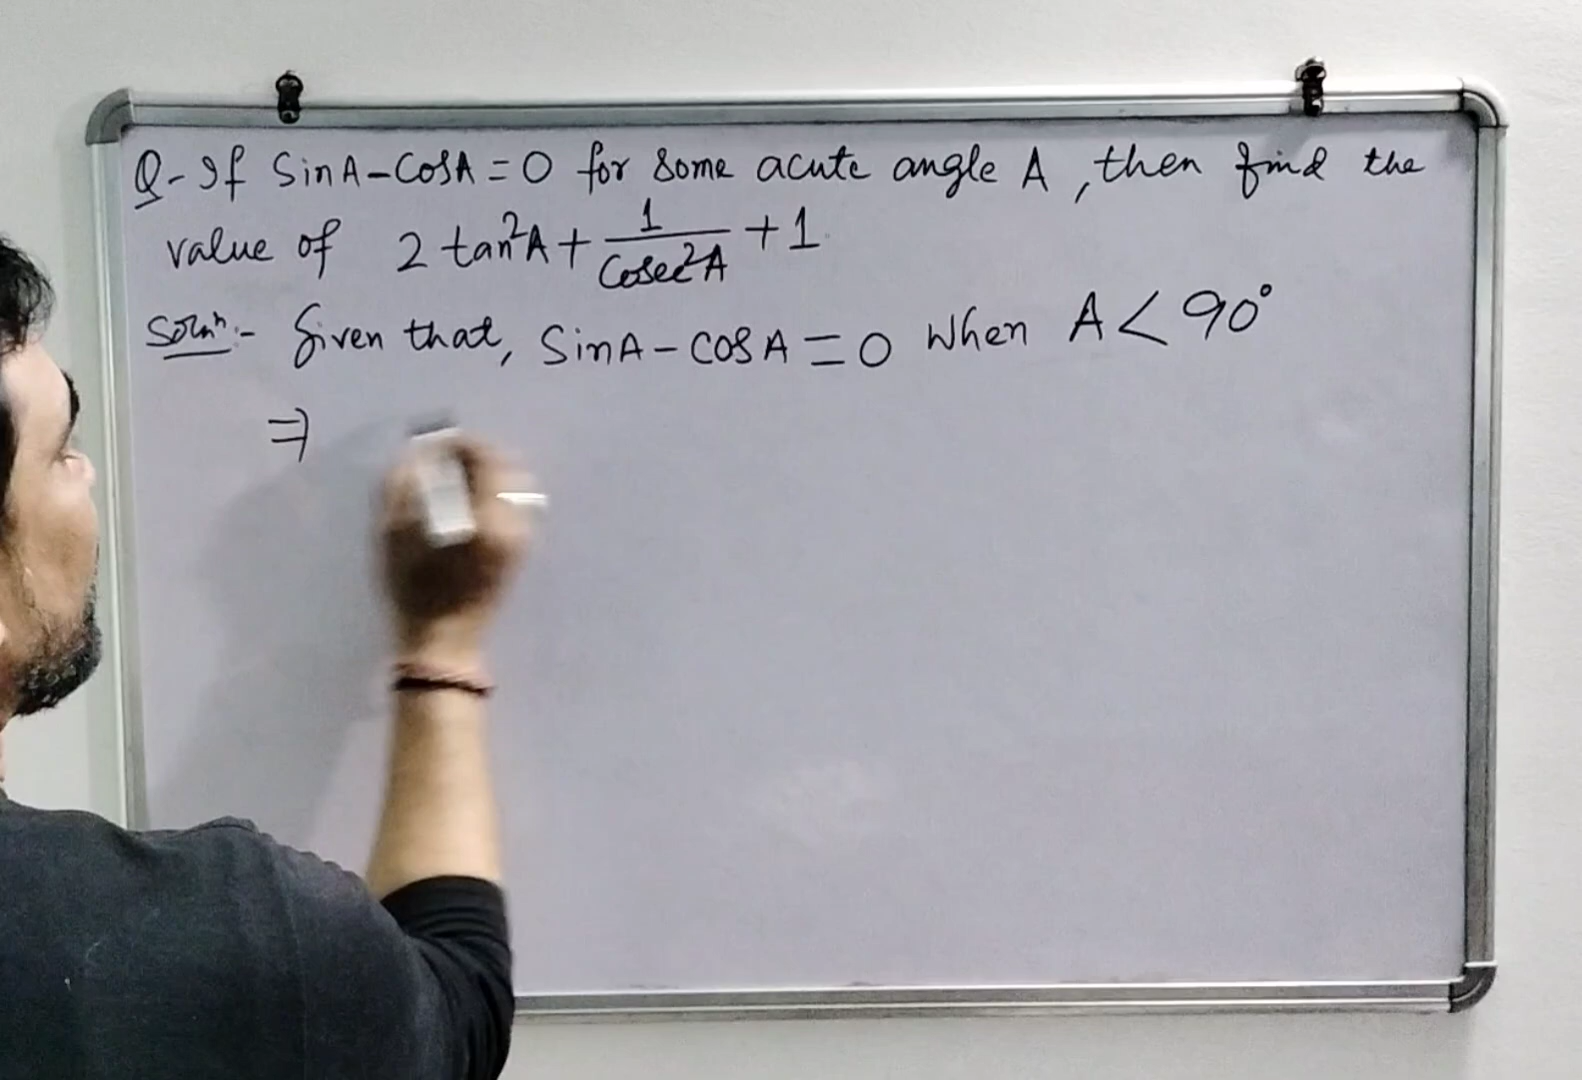 Q- If SinA-CosA = 0 for some acute angle A, then find the
value of 2 tan²A + 1/Cosec²A + 1
Solnⁿ:- Given that, SinA - COSA = 0 when A < 90°
⇒